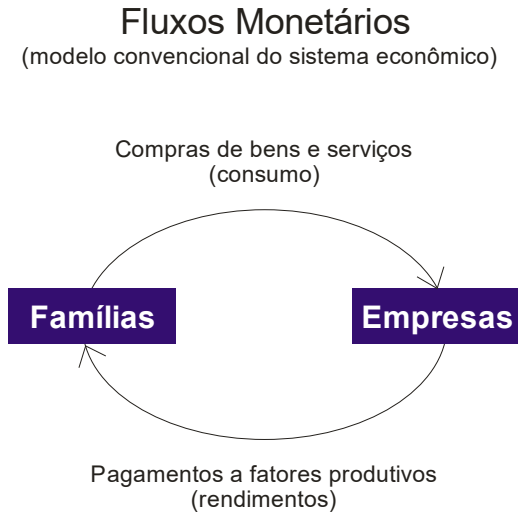 Fluxos Monetários
(modelo convencional do sistema econômico)
Compras de bens e serviços
(consumo)
Famílias
Empresas
Pagamentos a fatores produtivos
(rendimentos)